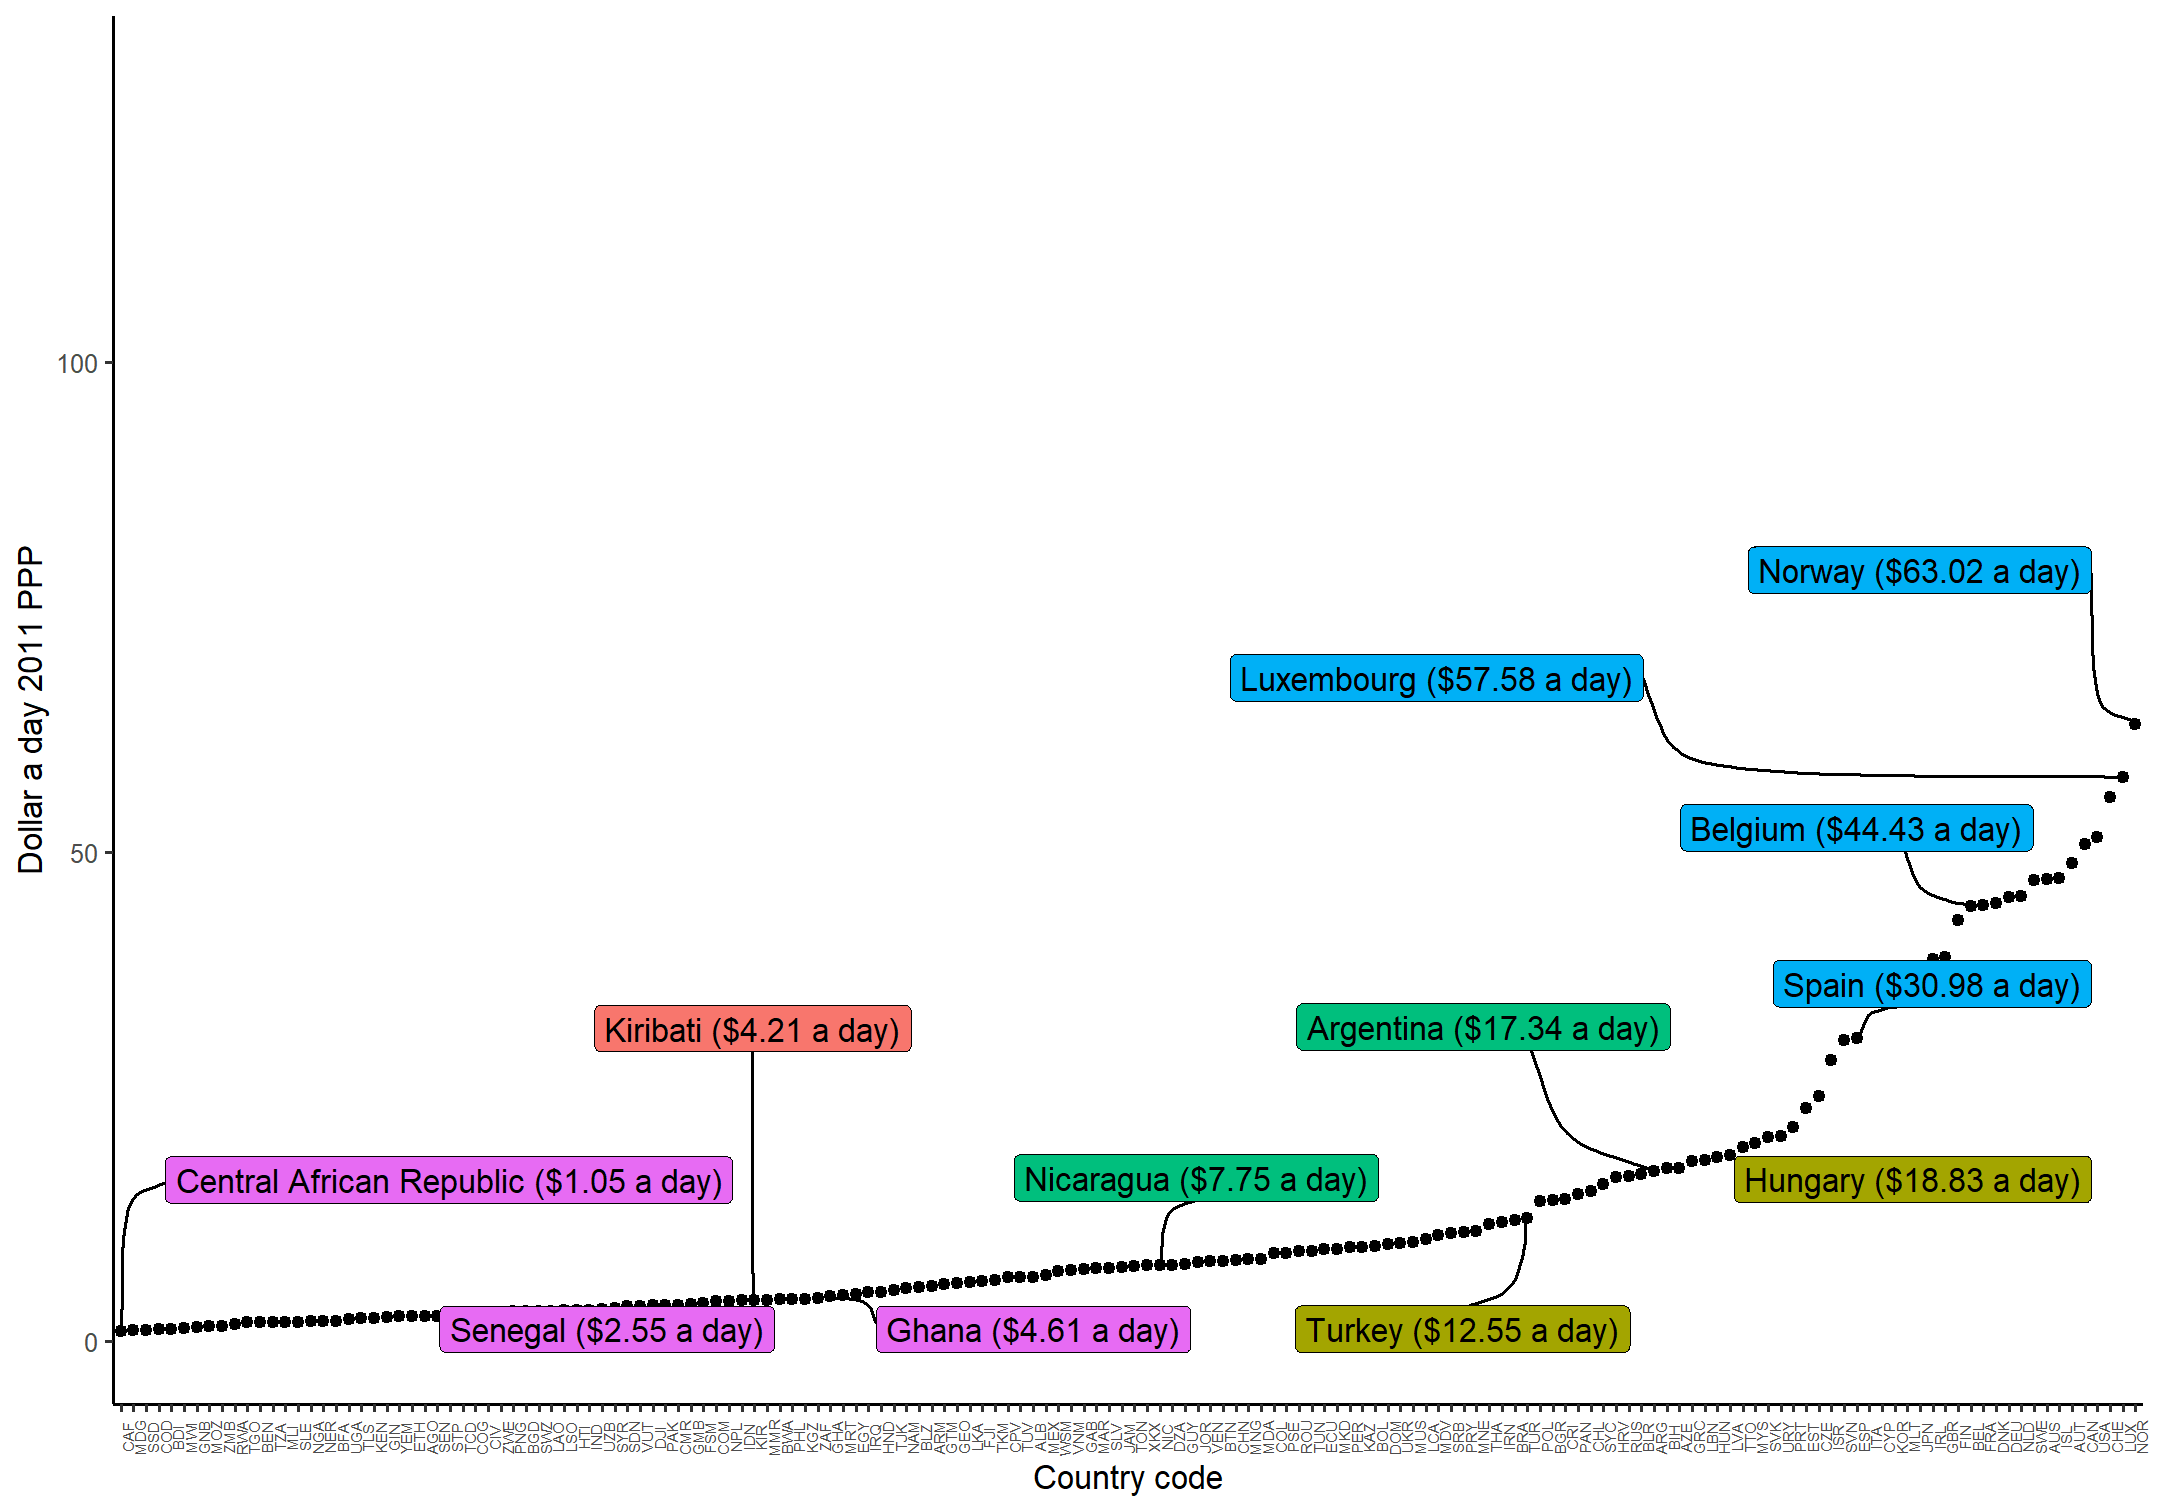 Dollar a day 2011 PPP
100
50
0
Norway ($63.02 a day)
Luxembourg ($57.58 a day)
Belgium ($44.43 a day)
Spain ($30.98 a day)
Kiribati ($4.21 a day)
Argentina ($17.34 a day)
Central African Republic ($1.05 a day)
Nicaragua ($7.75 a day)
Hungary ($18.83 a day)
Senegal ($2.55 a day)
Ghana ($4.61 a day)
Turkey ($12.55 a day)
CAF
MDG
SSD
COD
BDI
MWI
GNB
MOZ
ZMB
RWA
TGO
BEN
TZA
MLI
SLE
NGA
NER
BFA
UGA
TLS
KEN
GIN
YEM
ETH
AGO
SEN
STP
TCD
COG
CIV
ZWE
PNG
BGD
SWZ
LAO
LSO
HTI
IND
UZB
SYR
SDN
VUT
DJI
PAK
CMR
GMB
FSM
COM
NPL
IDN
KIR
MMR
BWA
PHL
KGZ
ZAF
GHA
MRT
EGY
IRQ
HND
TJK
NAM
BLZ
ARM
GTM
GEO
LKA
FJI
TKM
CPV
TUV
ALB
MEX
WSM
VNM
GAB
MAR
SLV
JAM
TON
XKX
NIC
DZA
GUY
JOR
VEN
BTN
CHN
MNG
MDA
COL
PSE
ROU
TUN
ECU
MKD
PER
KAZ
BOL
DOM
UKR
MUS
LCA
MDV
SRB
PRY
MNE
THA
IRN
BRA
TUR
POL
BGR
CRI
PAN
CHL
SYC
HRV
RUS
BLR
ARG
BIH
AZE
GRC
LBN
HUN
LVA
TTO
MYS
SVK
URY
PRT
EST
CZE
ISR
SVN
ESP
ITA
CYP
KOR
MLT
JPN
IRL
GBR
FIN
BEL
FRA
DNK
DEU
NLD
SWE
AUS
ISL
AUT
CAN
USA
CHE
LUX
NOR
Country code